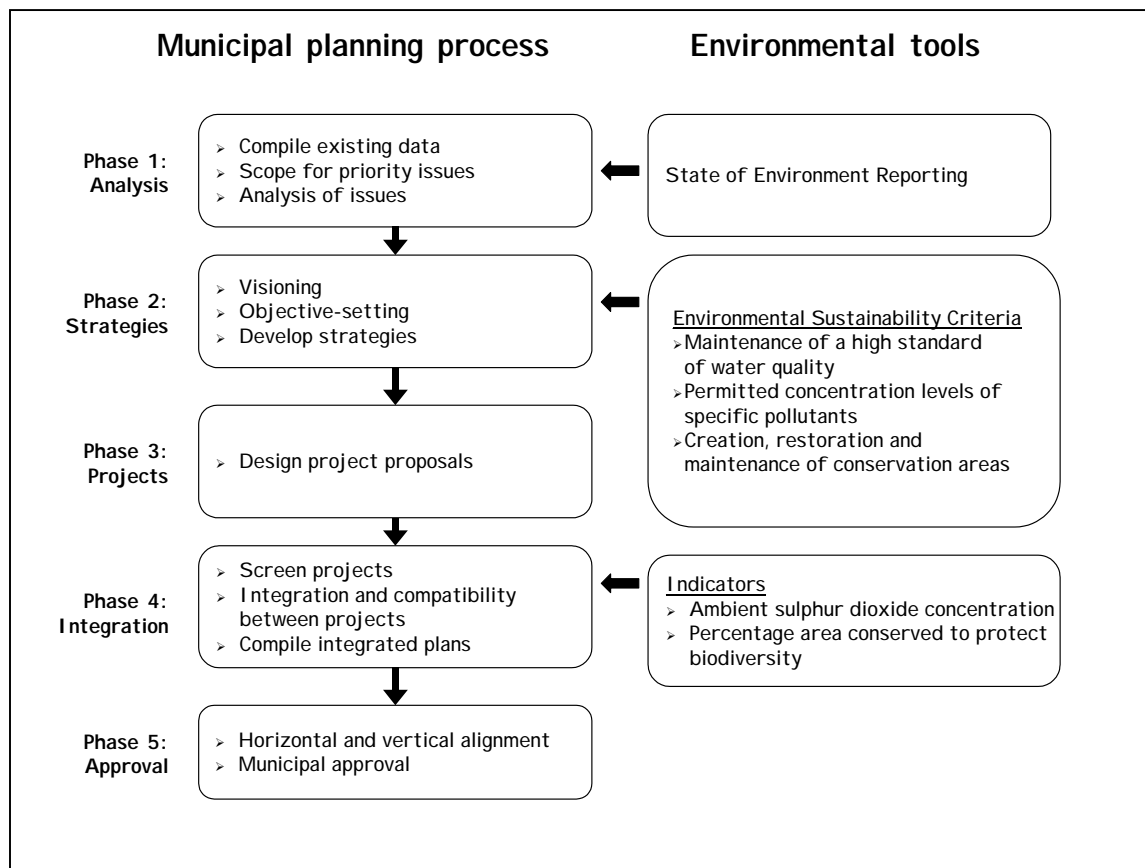 Municipal planning process
Environmental tools
Phase 1:
Analysis
➢ Compile existing data
➢ Scope for priority issues
➢ Analysis of issues
State of Environment Reporting
Phase 2:
Strategies
➢ Visioning
➢ Objective-setting
➢ Develop strategies
Environmental Sustainability Criteria
➢Maintenance of a high standard
of water quality
➢Permitted concentration levels of
specific pollutants
➢Creation, restoration and
maintenance of conservation areas
Phase 3:
Projects
➢ Design project proposals
Phase 4:
Integration
➢ Screen projects
➢ Integration and compatibility
between projects
➢ Compile integrated plans
Indicators
➢ Ambient sulphur dioxide concentration
➢ Percentage area conserved to protect
biodiversity
Phase 5:
Approval
➢ Horizontal and vertical alignment
➢ Municipal approval